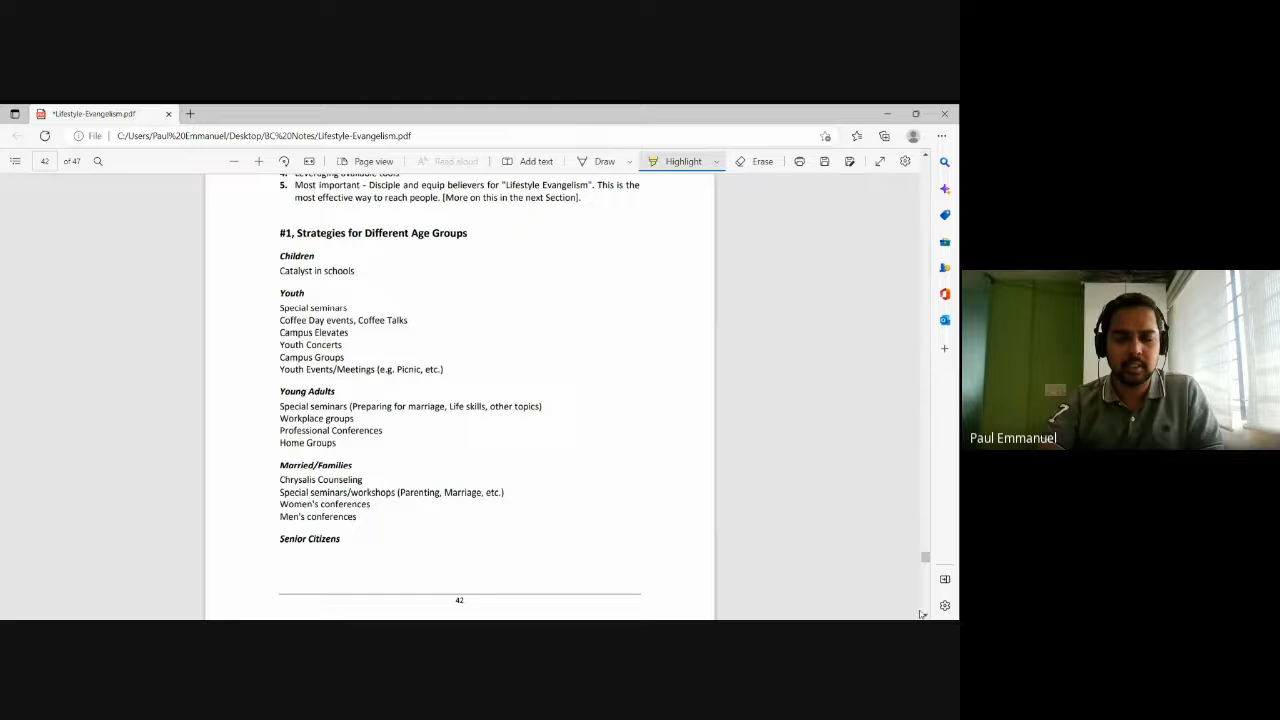 *Lifestyle-Evangelism.pdf
File
C:/Users/Paul%20Emmanuel/Desktop/BC%20Notes/Lifestyle-Evangelism.pdf
42 of 47
Page view
Read aloud
Add text
Draw
Highlight
Erase
4. Leveraging available tools
5. Most important - Disciple and equip believers for "Lifestyle Evangelism". This is the
most effective way to reach people. [More on this in the next Section].
#1, Strategies for Different Age Groups
Children
Catalyst in schools
Youth
Special seminars
Coffee Day events, Coffee Talks
Campus Elevates
Youth Concerts
Campus Groups
Youth Events/Meetings (e.g. Picnic, etc.)
Young Adults
Special seminars (Preparing for marriage, Life skills, other topics)
Workplace groups
Professional Conferences
Home Groups
Married/Families
Chrysalis Counseling
Special seminars/workshops (Parenting, Marriage, etc.)
Women's conferences
Men's conferences
Senior Citizens
42
Paul Emmanuel